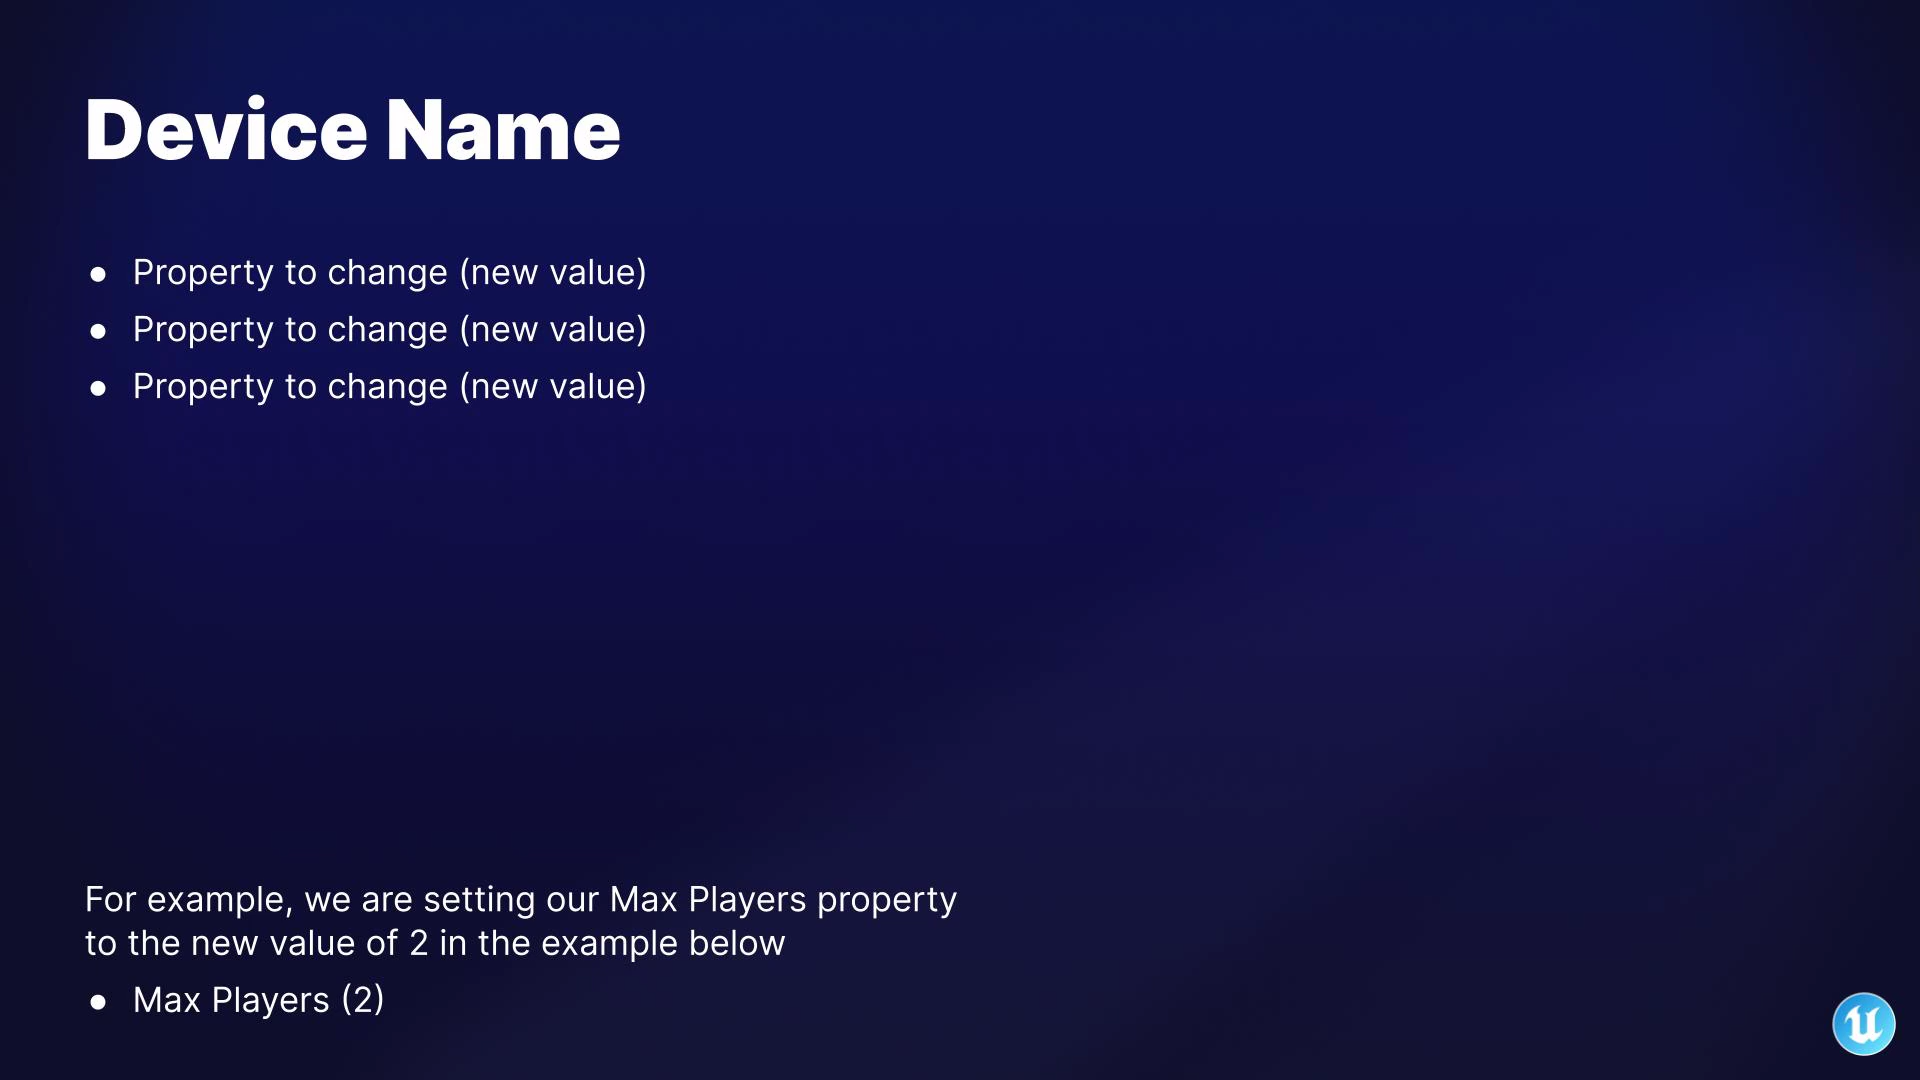 Device Name
● Property to change (new value)
● Property to change (new value)
● Property to change (new value)
For example, we are setting our Max Players property
to the new value of 2 in the example below
● Max Players (2)